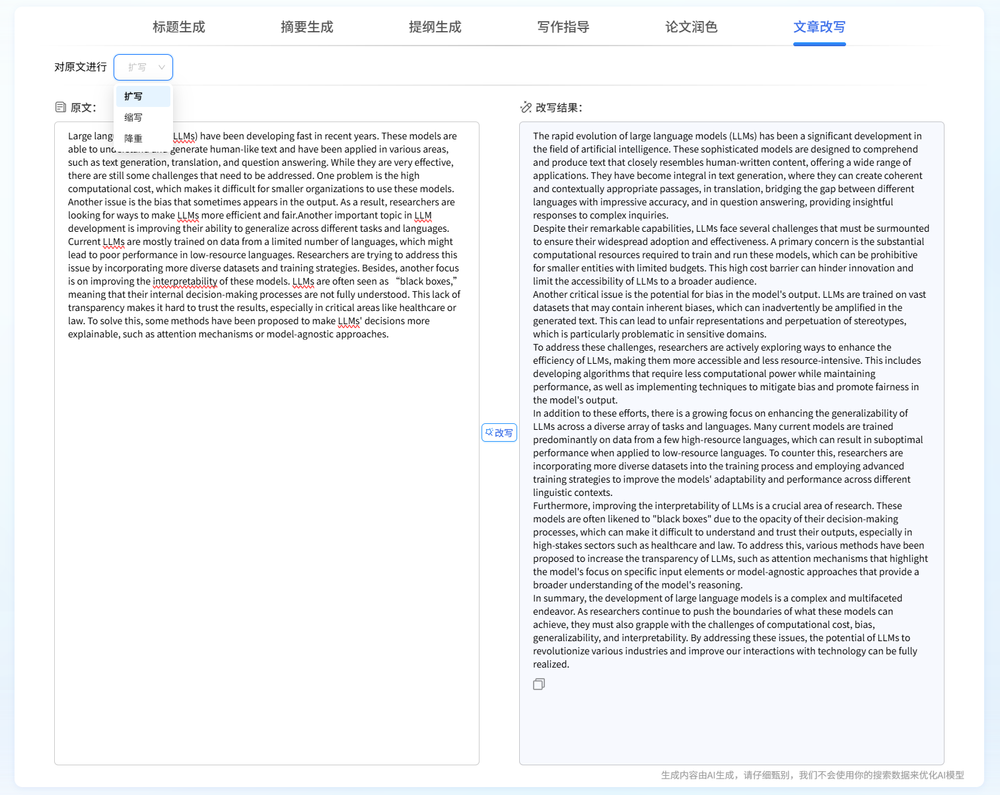 标题生成
摘要生成
提纲生成
写作指导
论文润色
文章改写
对原文进行
扩写
扩写
缩写
降重
原文：
Large lang LLMs) have been developing fast in recent years. These models are
able to understand and generate human-like text and have been applied in various areas,
such as text generation, translation, and question answering. While they are very effective,
there are still some challenges that need to be addressed. One problem is the high
computational cost, which makes it difficult for smaller organizations to use these models.
Another issue is the bias that sometimes appears in the output. As a result, researchers are
looking for ways to make LLMs more efficient and fair.Another important topic in LLM
development is improving their ability to generalize across different tasks and languages.
Current LLMs are mostly trained on data from a limited number of languages, which might
lead to poor performance in low-resource languages. Researchers are trying to address this
issue by incorporating more diverse datasets and training strategies. Besides, another focus
is on improving the interpretability of these models. LLMs are often seen as “black boxes,”
meaning that their internal decision-making processes are not fully understood. This lack of
transparency makes it hard to trust the results, especially in critical areas like healthcare or
law. To solve this, some methods have been proposed to make LLMs' decisions more
explainable, such as attention mechanisms or model-agnostic approaches.
改写
改写结果：
The rapid evolution of large language models (LLMs) has been a significant development in
the field of artificial intelligence. These sophisticated models are designed to comprehend
and produce text that closely resembles human-written content, offering a wide range of
applications. They have become integral in text generation, where they can create coherent
and contextually appropriate passages, in translation, bridging the gap between different
languages with impressive accuracy, and in question answering, providing insightful
responses to complex inquiries.
Despite their remarkable capabilities, LLMs face several challenges that must be surmounted
to ensure their widespread adoption and effectiveness. A primary concern is the substantial
computational resources required to train and run these models, which can be prohibitive
for smaller entities with limited budgets. This high cost barrier can hinder innovation and
limit the accessibility of LLMs to a broader audience.
Another critical issue is the potential for bias in the model's output. LLMs are trained on vast
datasets that may contain inherent biases, which can inadvertently be amplified in the
generated text. This can lead to unfair representations and perpetuation of stereotypes,
which is particularly problematic in sensitive domains.
To address these challenges, researchers are actively exploring ways to enhance the
efficiency of LLMs, making them more accessible and less resource-intensive. This includes
developing algorithms that require less computational power while maintaining
performance, as well as implementing techniques to mitigate bias and promote fairness in
the model's output.
In addition to these efforts, there is a growing focus on enhancing the generalizability of
LLMs across a diverse array of tasks and languages. Many current models are trained
predominantly on data from a few high-resource languages, which can result in suboptimal
performance when applied to low-resource languages. To counter this, researchers are
incorporating more diverse datasets into the training process and employing advanced
training strategies to improve the models' adaptability and performance across different
linguistic contexts.
Furthermore, improving the interpretability of LLMs is a crucial area of research. These
models are often likened to "black boxes" due to the opacity of their decision-making
processes, which can make it difficult to understand and trust their outputs, especially in
high-stakes sectors such as healthcare and law. To address this, various methods have been
proposed to increase the transparency of LLMs, such as attention mechanisms that highlight
the model's focus on specific input elements or model-agnostic approaches that provide a
broader understanding of the model's reasoning.
In summary, the development of large language models is a complex and multifaceted
endeavor. As researchers continue to push the boundaries of what these models can
achieve, they must also grapple with the challenges of computational cost, bias,
generalizability, and interpretability. By addressing these issues, the potential of LLMs to
revolutionize various industries and improve our interactions with technology can be fully
realized.
生成内容由AI生成，请仔细甄别，我们不会使用你的搜索数据来优化AI模型